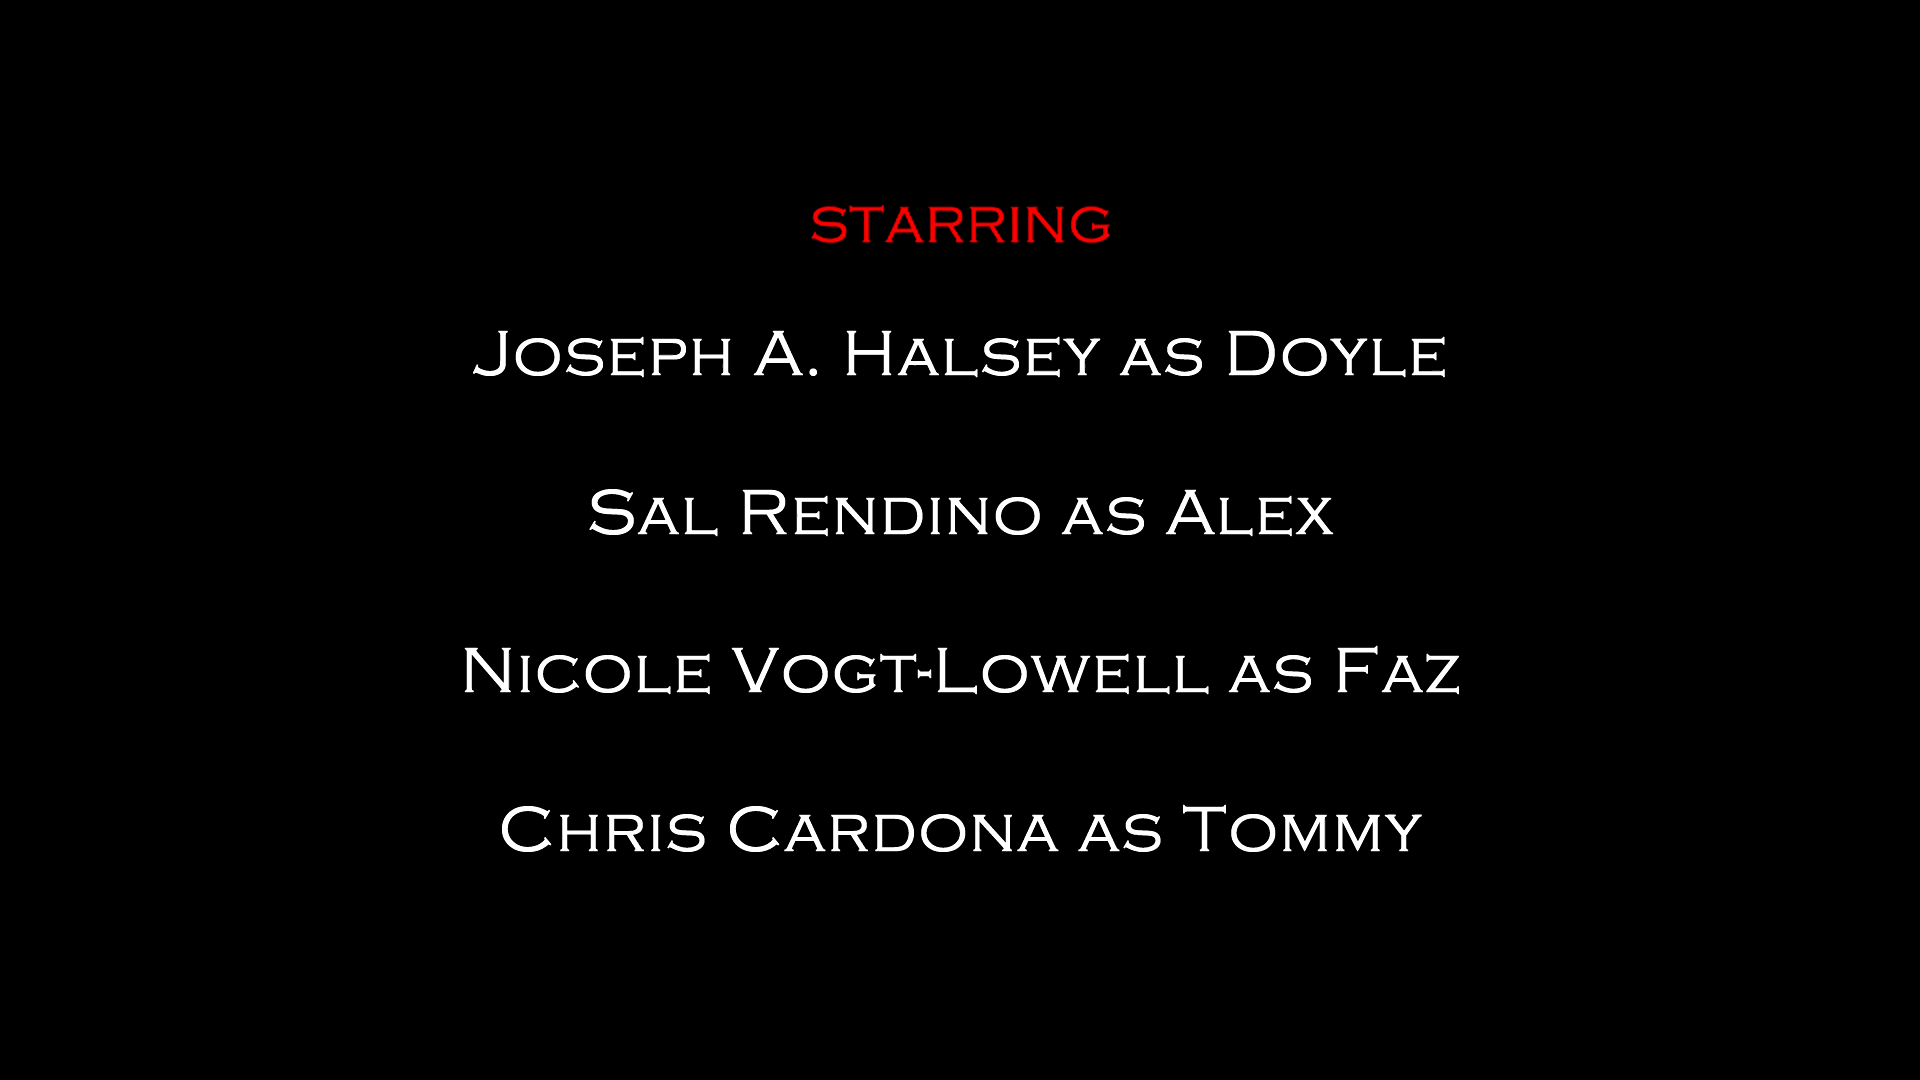 STARRING
Joseph A. Halsey as Doyle
Sal Rendino as Alex
Nicole Vogt-Lowell as Faz
Chris Cardona as Tommy